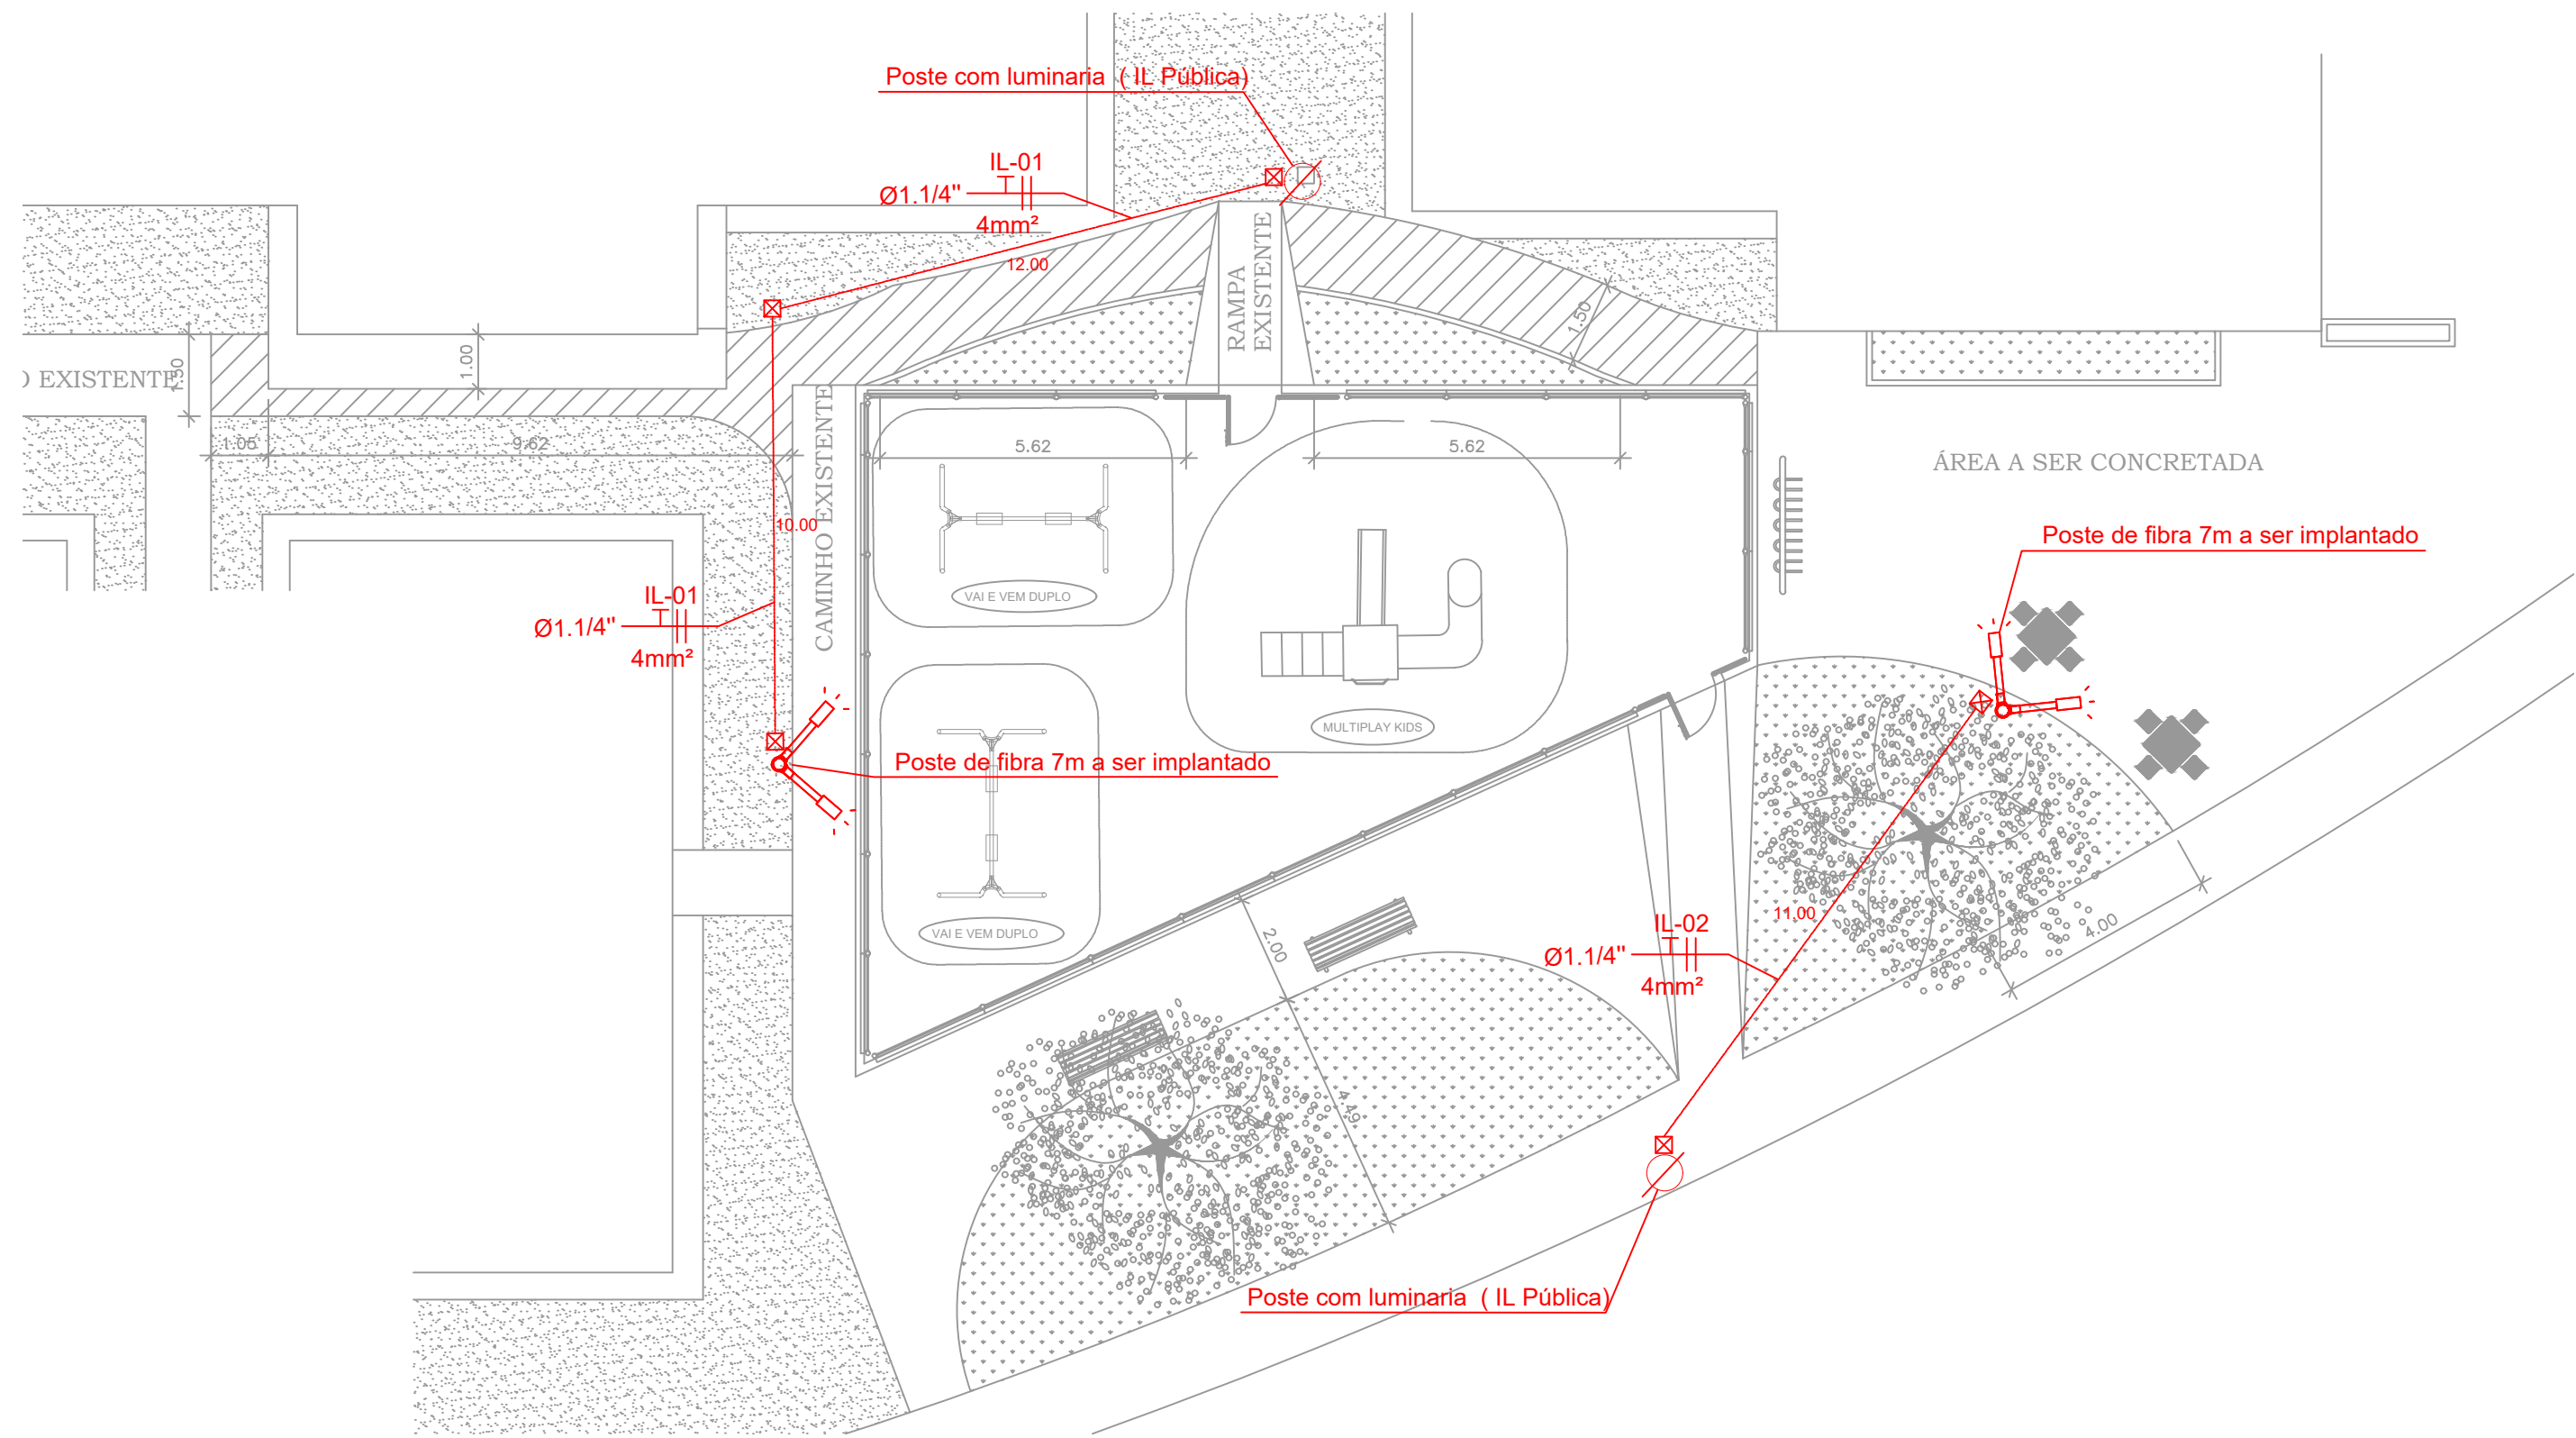 Poste com luminaria ( IL Pública)
IL-01
Ø1.1/4"
4mm²
12.00
RAMPA
EXISTENTE
1.50
1.00
1.50
O EXISTENTE
1.05
9.62
CAMINHO EXISTENTE
5.62
5.62
ÁREA A SER CONCRETADA
10.00
Poste de fibra 7m a ser implantado
IL-01
Ø1.1/4"
4mm²
VAI E VEM DUPLO
MULTIPLAY KIDS
Poste de fibra 7m a ser implantado
VAI E VEM DUPLO
2.00
11.00
IL-02
Ø1.1/4"
4mm²
4.00
Poste com luminaria ( IL Pública)